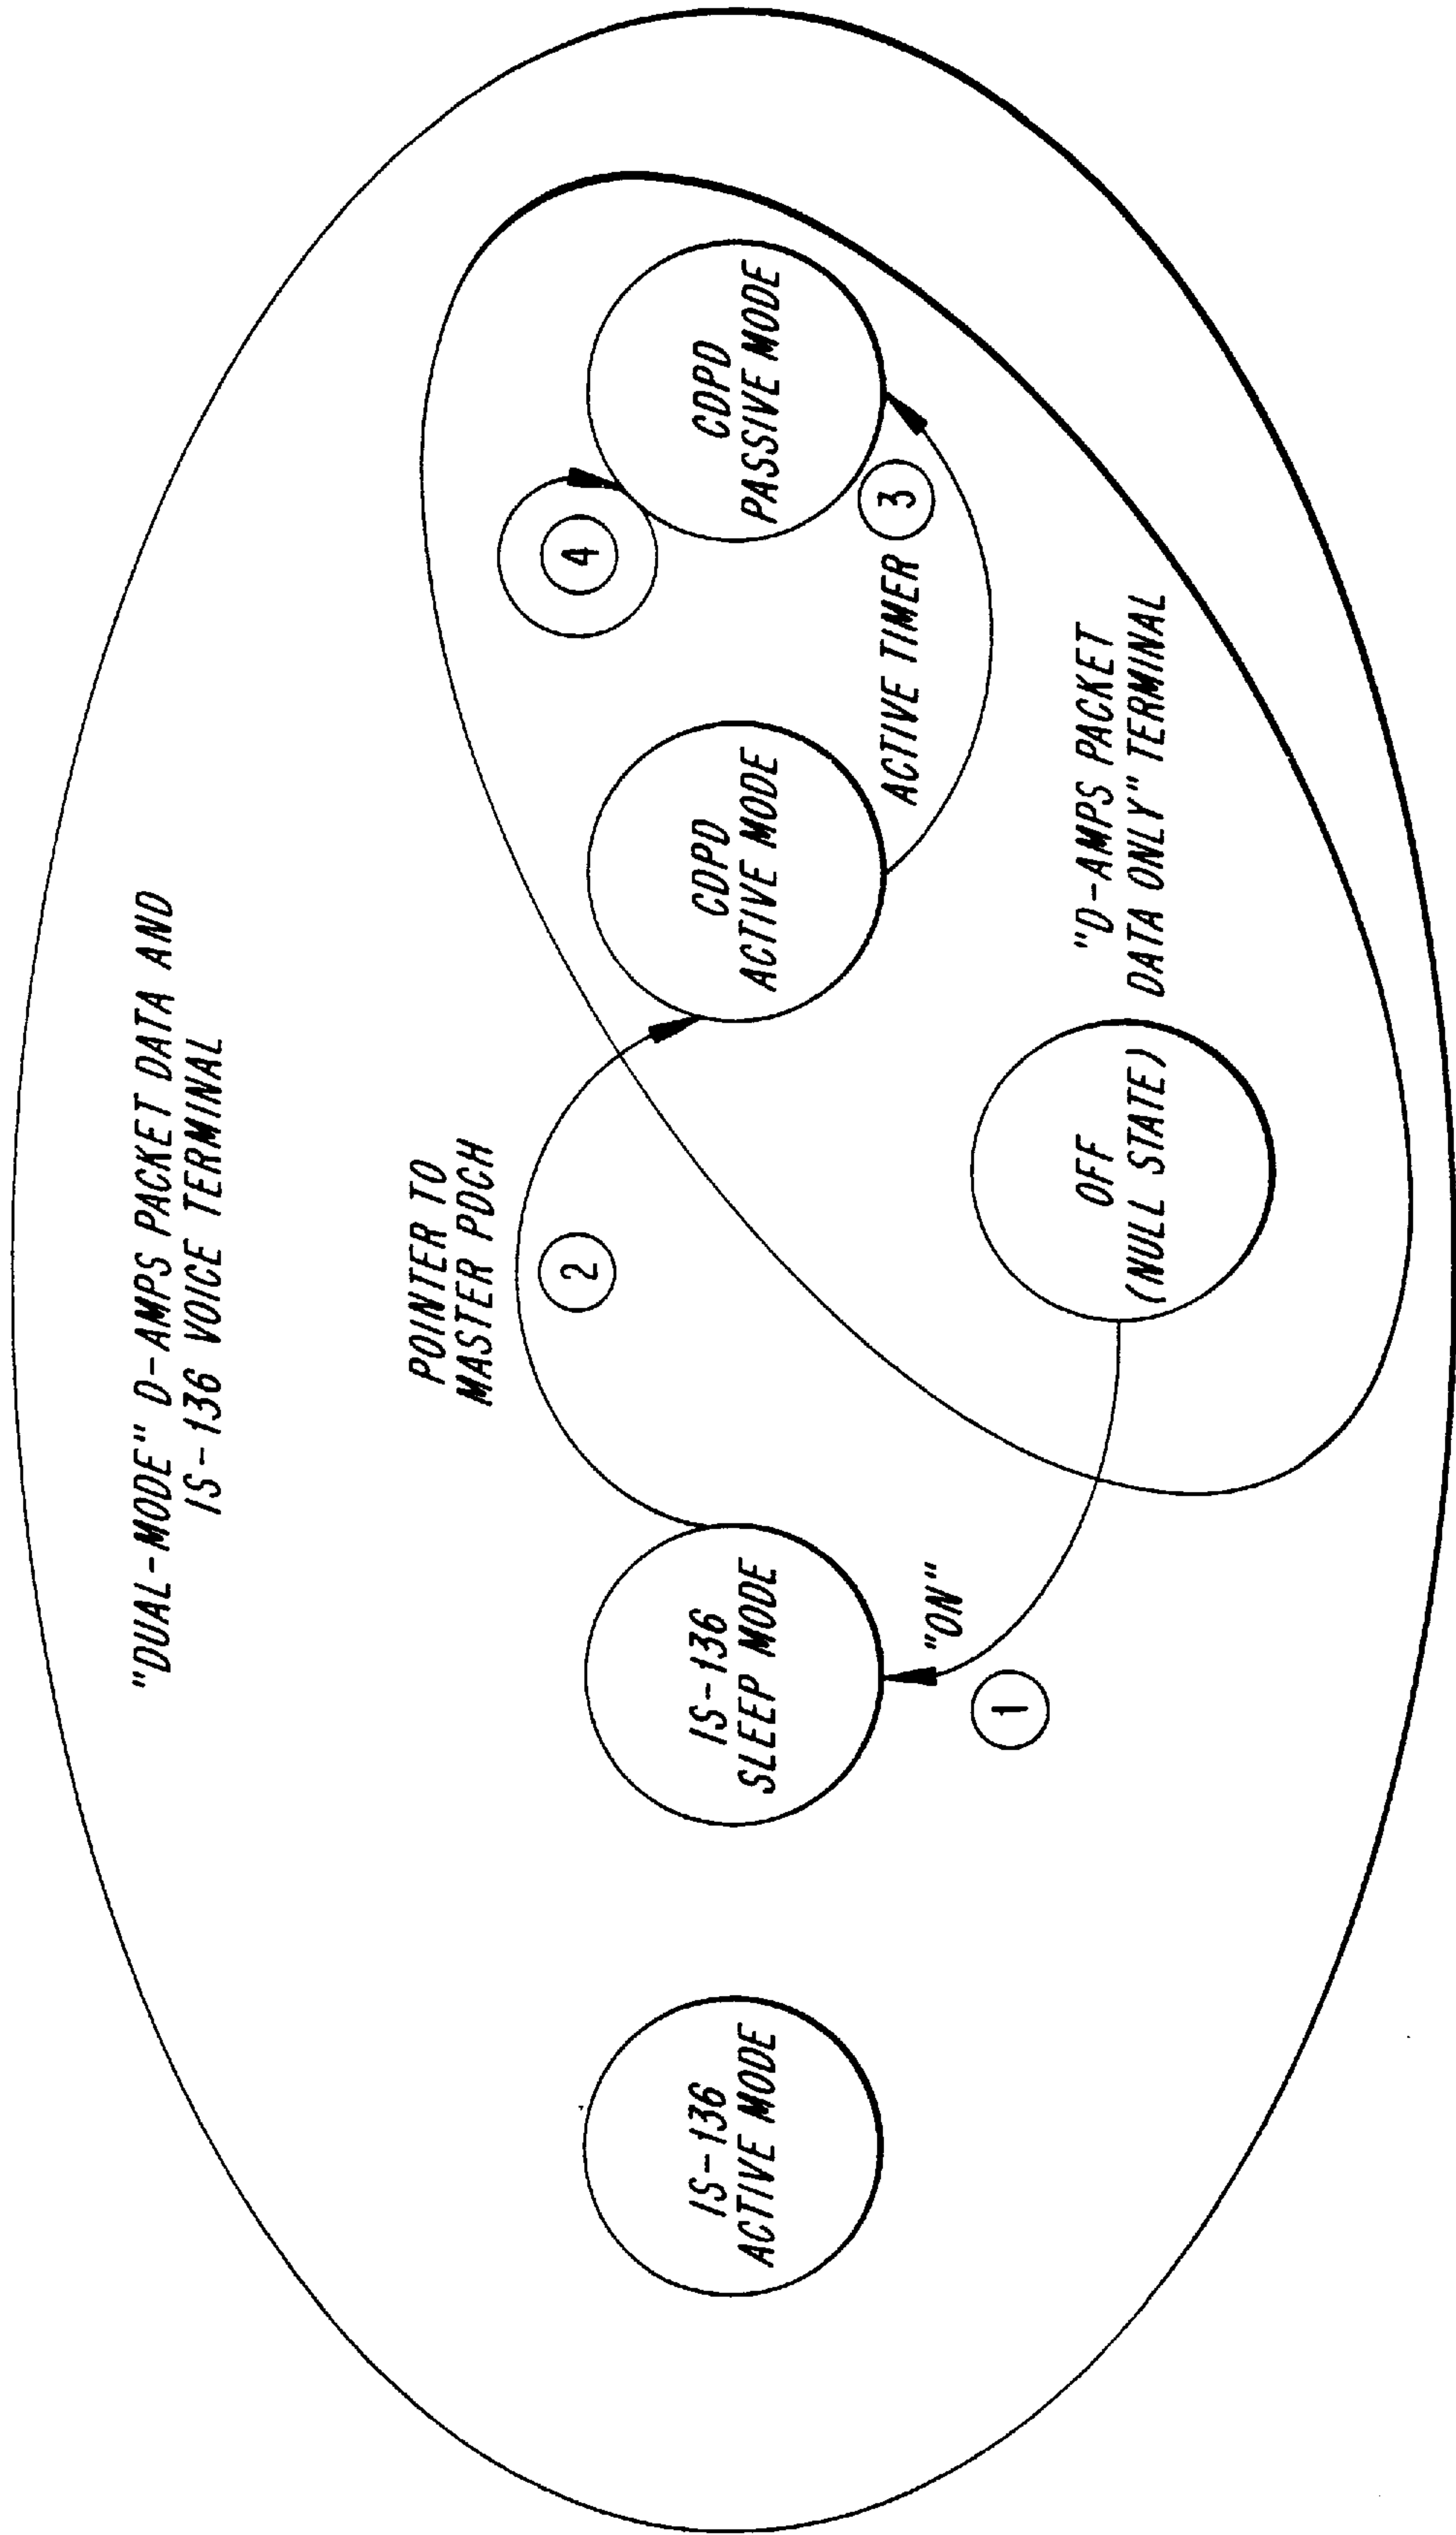 "DUAL-MODE" D-AMPS PACKET DATA AND
IS-136 VOICE TERMINAL
POINTER TO
MASTER PDCH
2
4
IS-136
ACTIVE MODE
IS-136
SLEEP MODE
CDPD
ACTIVE MODE
CDPD
PASSIVE MODE
"ON"
1
ACTIVE TIMER
3
OFF
(NULL STATE)
"D-AMPS PACKET
DATA ONLY" TERMINAL